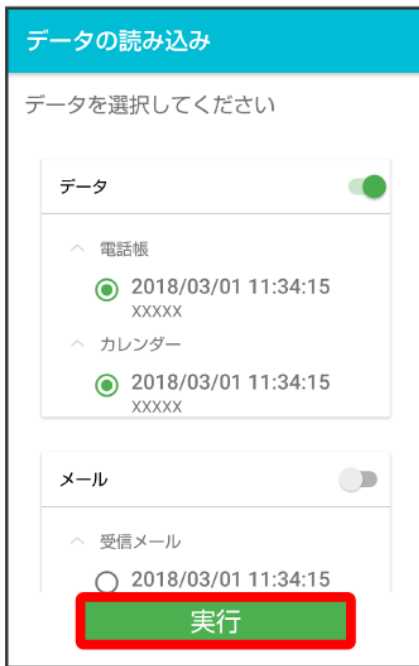 データの読み込み
データを選択してください
データ
電話帳
2018/03/01 11:34:15
XXXXX
カレンダー
2018/03/01 11:34:15
XXXXX
メール
受信メール
2018/03/01 11:34:15
実行